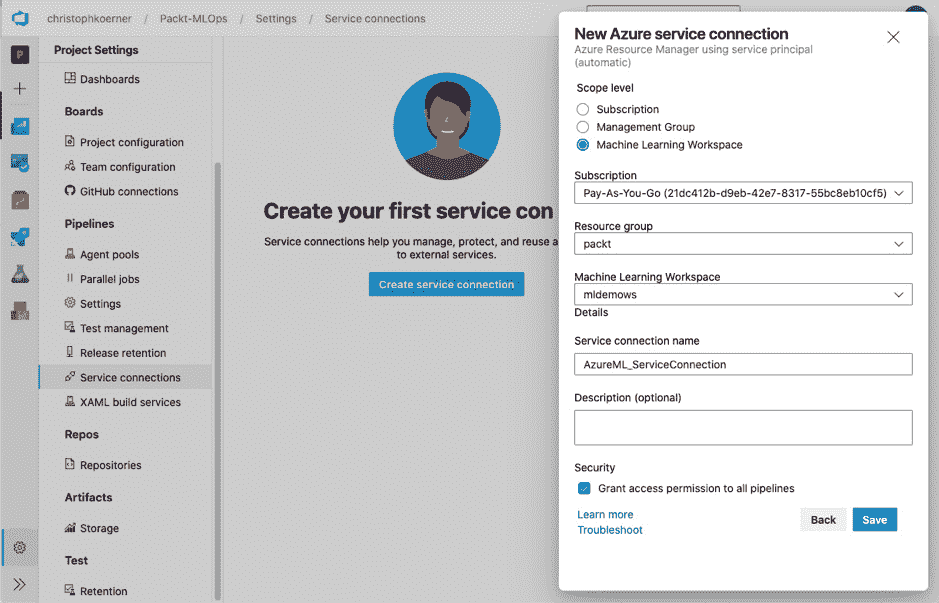 christophkoerner / Packt-MLOps / Settings / Service connections
P
Project Settings
Dashboards
Boards
Project configuration
Team configuration
GitHub connections
Pipelines
Agent pools
Parallel jobs
Settings
Test management
Release retention
Service connections
XAML build services
Repos
Repositories
Artifacts
Storage
Test
Retention
Create your first service con
Service connections help you manage, protect, and reuse a
to external services.
Create service connection
New Azure service connection
Azure Resource Manager using service principal
(automatic)
Scope level
Subscription
Management Group
Machine Learning Workspace
Subscription
Pay-As-You-Go (21dc412b-d9eb-42e7-8317-55bc8eb10cf5)
Resource group
packt
Machine Learning Workspace
mldemows
Details
Service connection name
AzureML_ServiceConnection
Description (optional)
Security
Grant access permission to all pipelines
Learn more
Troubleshoot
Back
Save